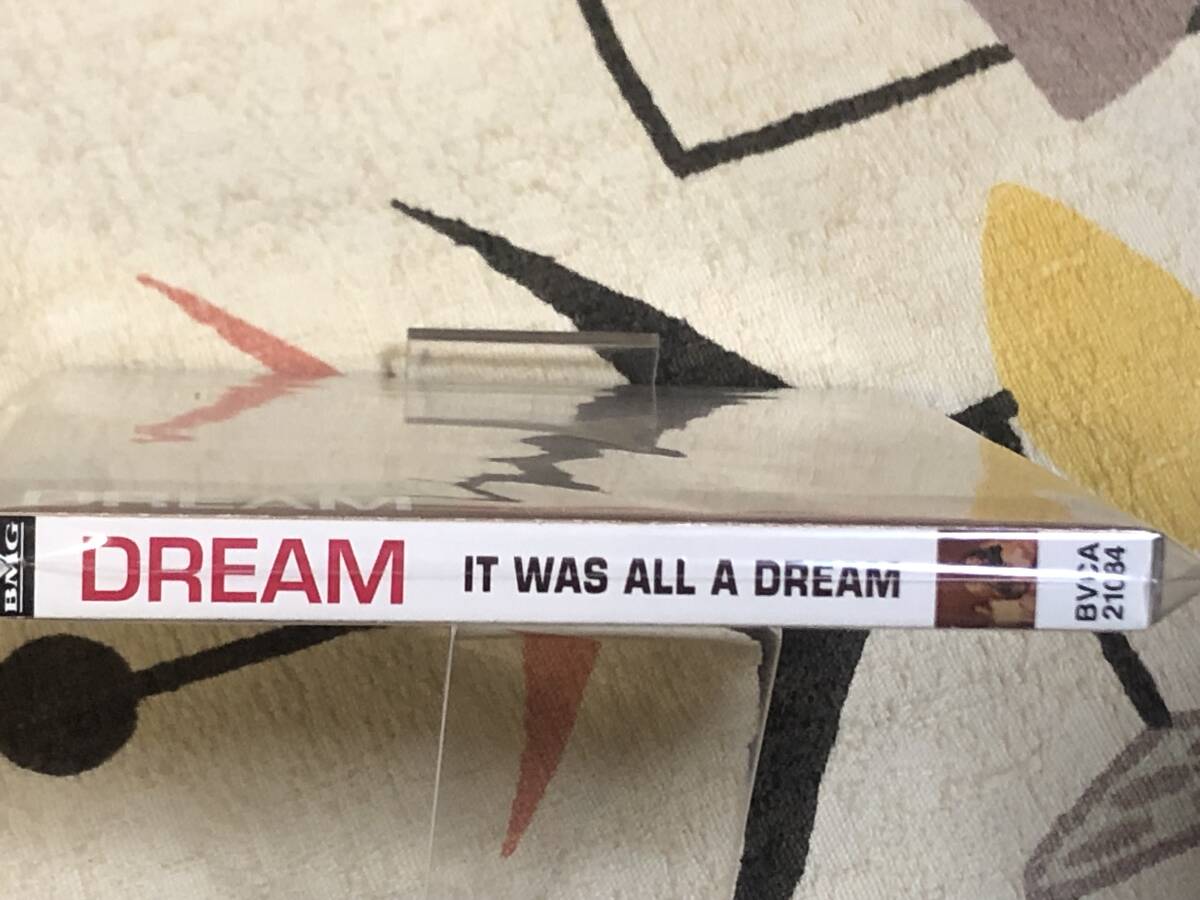 BMG
DREAM
IT WAS ALL A DREAM
BVCA
21084